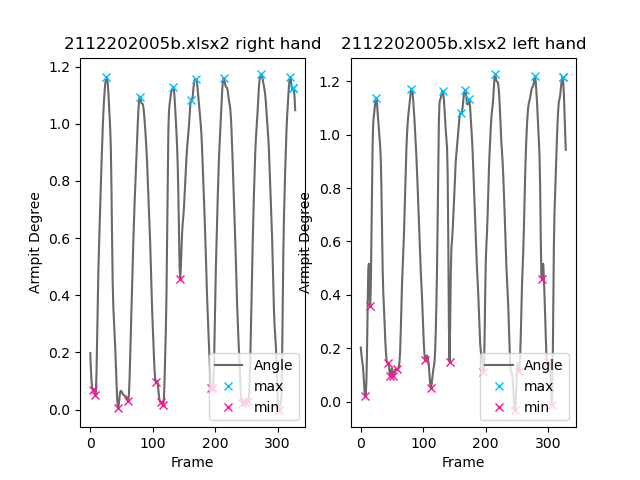 2112202005b.xlsx2 right hand
2112202005b.xlsx2 left hand
Armpit Degree
1.2
1.0
0.8
0.6
0.4
0.2
0.0
0
100
200
300
Frame
Angle
max
min
Armpit Degree
1.2
1.0
0.8
0.6
0.4
0.2
0.0
0
100
200
300
Frame
Angle
max
min